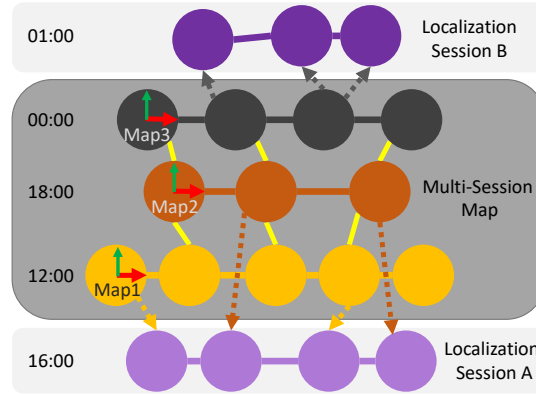 01:00
Localization
Session B
00:00
Map3
18:00
Map2
Multi-Session
Map
12:00
Map1
16:00
Localization
Session A